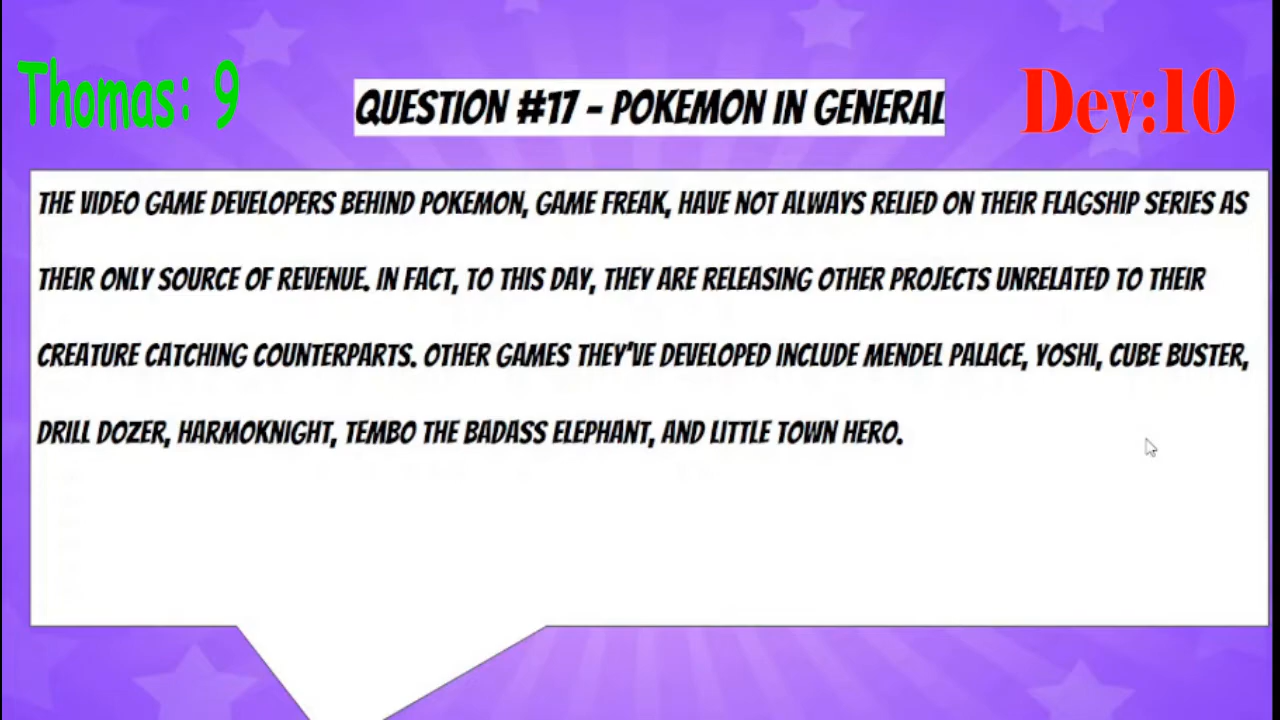 Thomas: 9
QUESTION #17 - POKEMON IN GENERAL
Dev:10
THE VIDEO GAME DEVELOPERS BEHIND POKEMON, GAME FREAK, HAVE NOT ALWAYS RELIED ON THEIR FLAGSHIP SERIES AS
THEIR ONLY SOURCE OF REVENUE. IN FACT, TO THIS DAY, THEY ARE RELEASING OTHER PROJECTS UNRELATED TO THEIR
CREATURE CATCHING COUNTERPARTS. OTHER GAMES THEY'VE DEVELOPED INCLUDE MENDEL PALACE, YOSHI, CUBE BUSTER,
DRILL DOZER, HARMOKNIGHT, TEMBO THE BADASS ELEPHANT, AND LITTLE TOWN HERO.